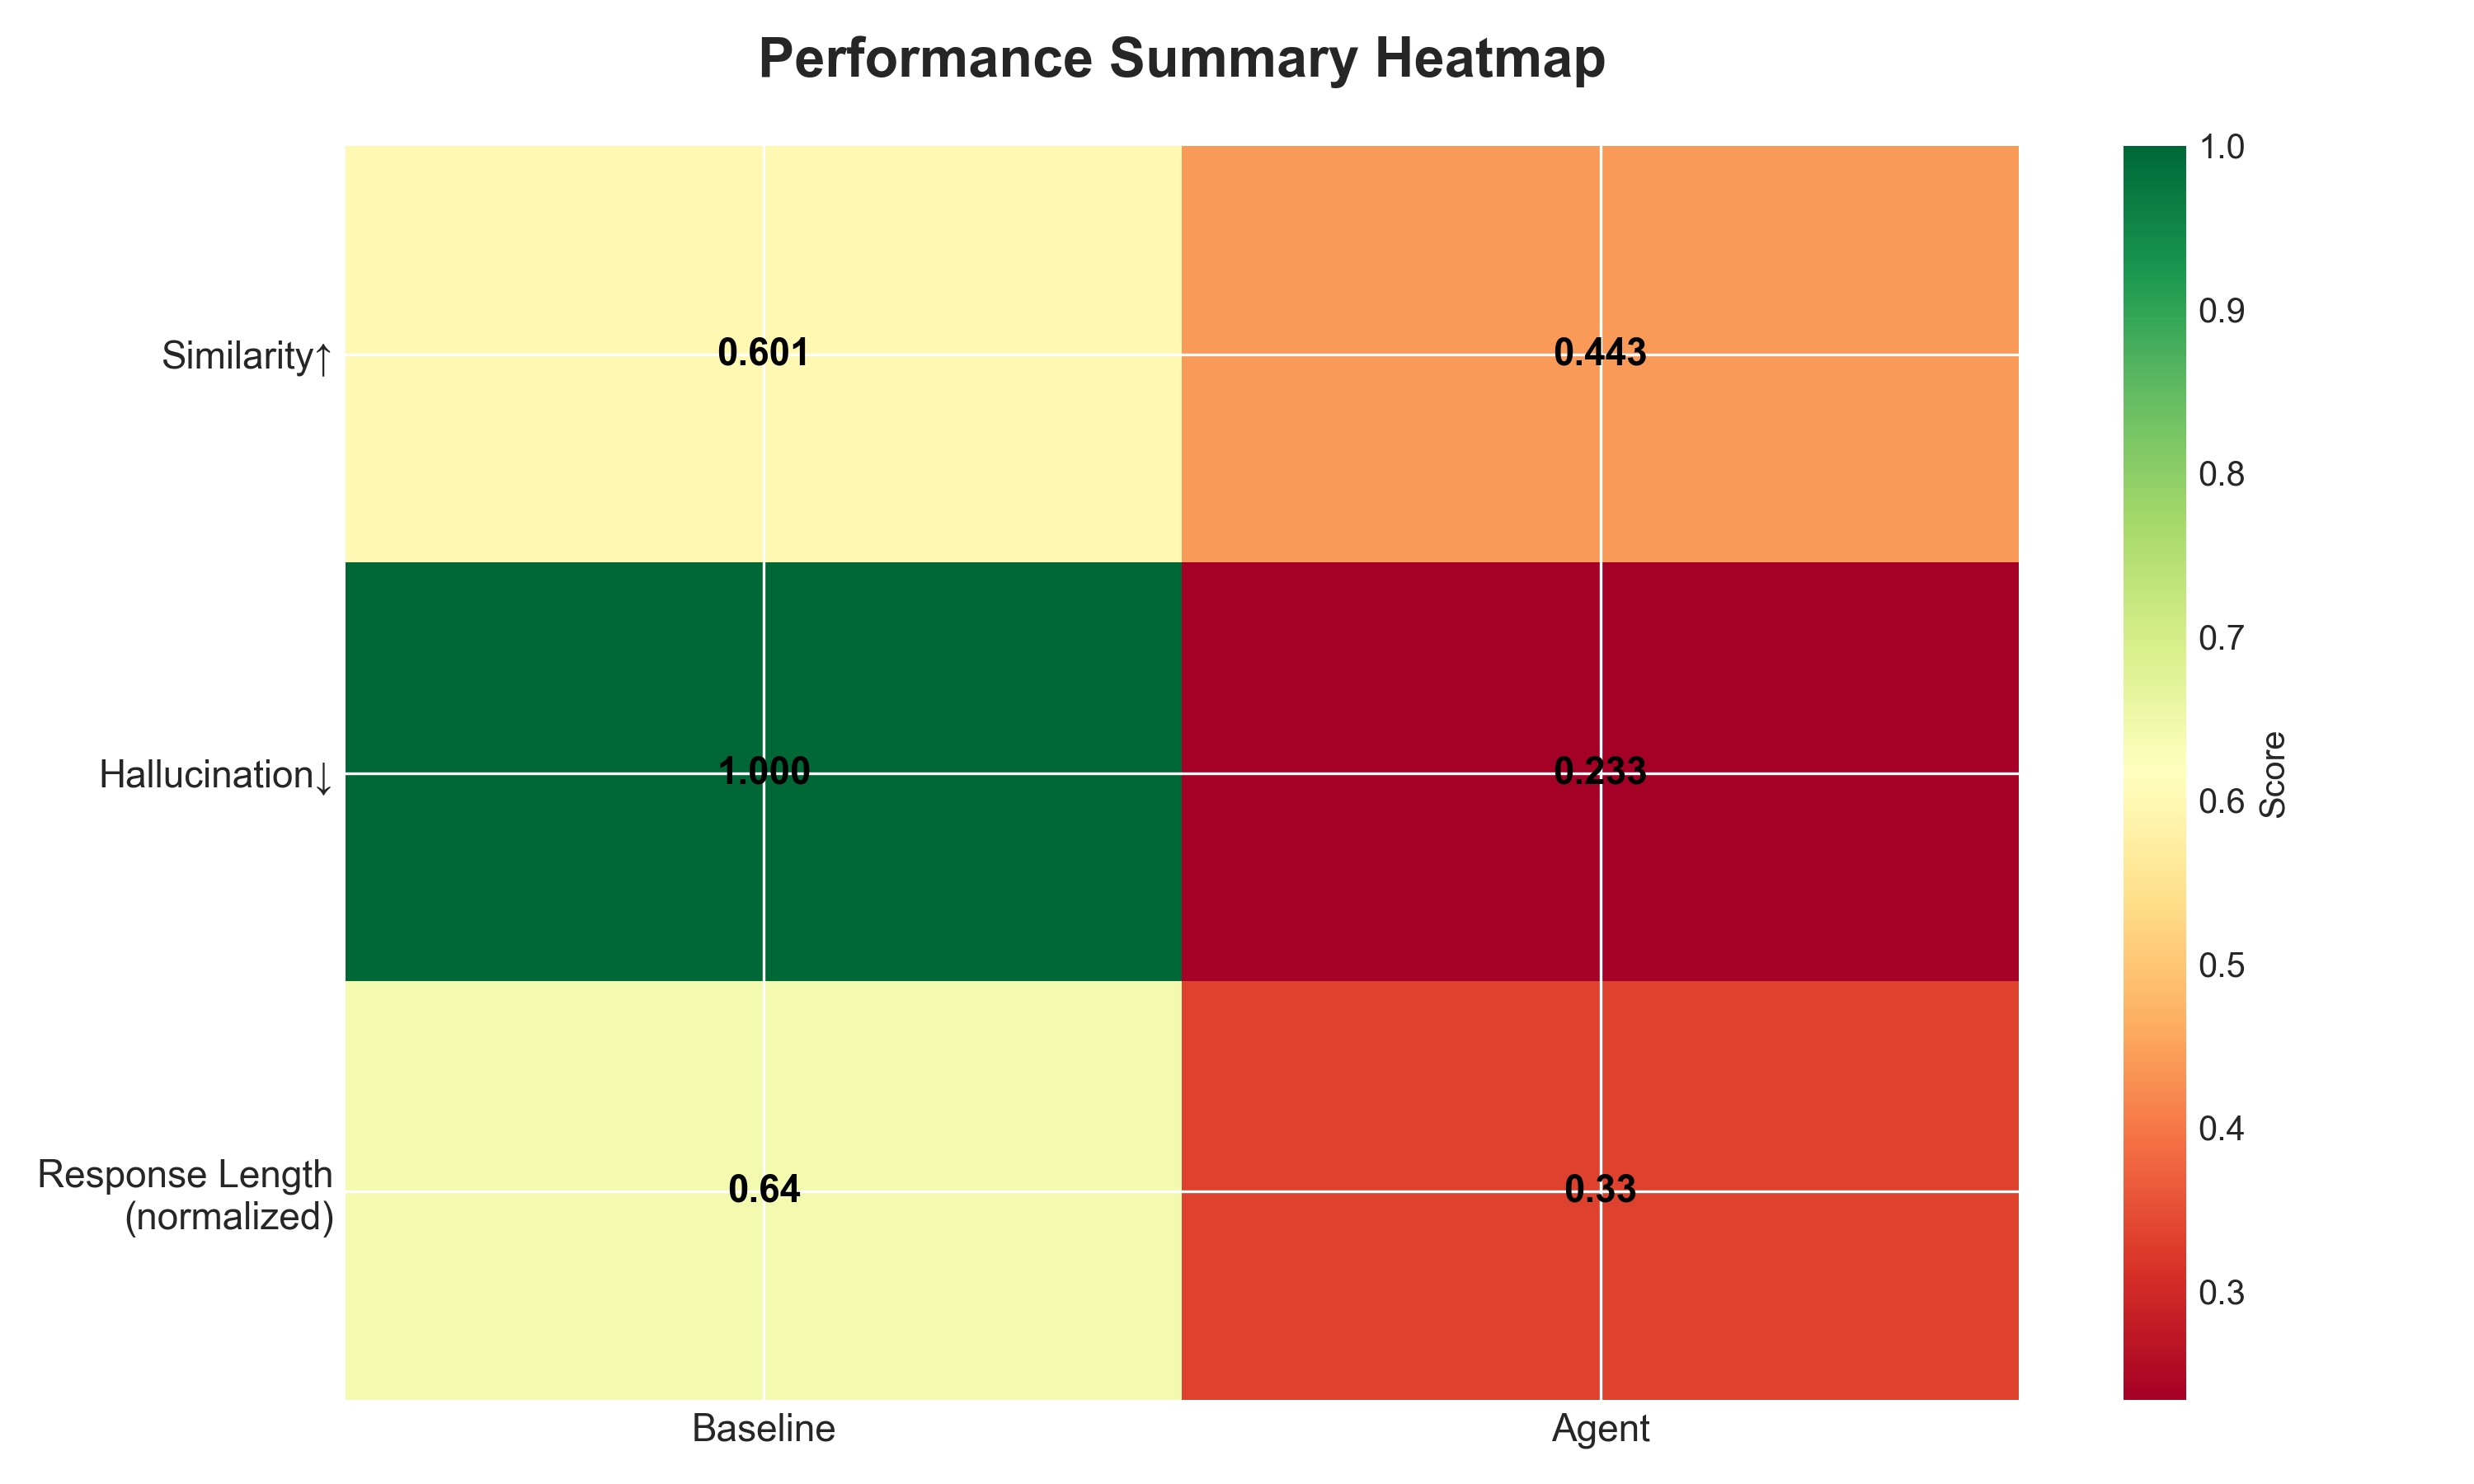 Performance Summary Heatmap
Similarity↑
0.601
0.443
Hallucination↓
1.000
0.233
Response Length
(normalized)
0.64
0.33
Baseline
Agent
1.0
0.9
0.8
0.7
0.6
0.5
0.4
0.3
Score